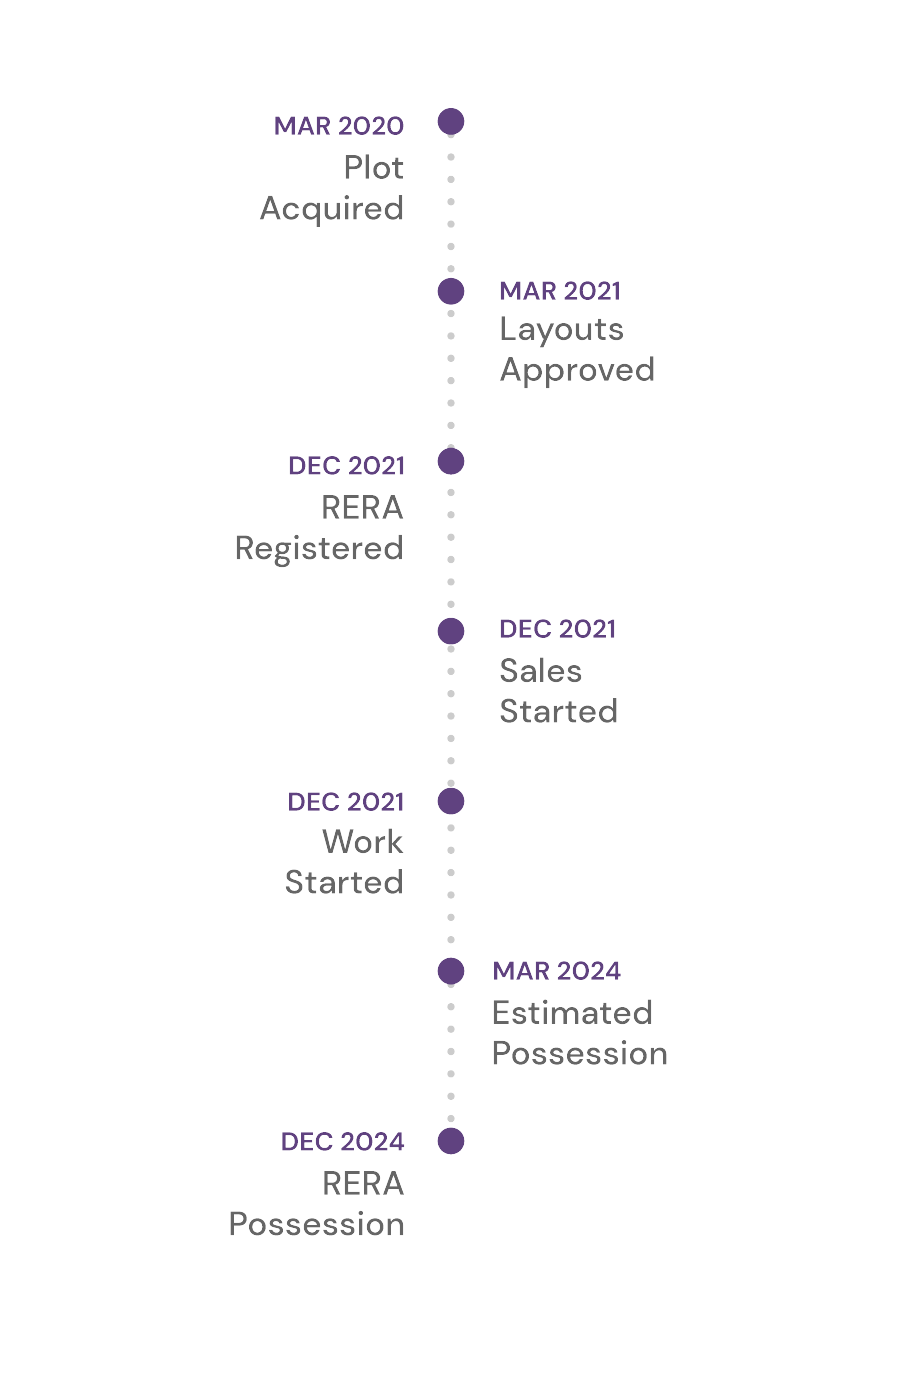 MAR 2020
Plot
Acquired
MAR 2021
Layouts
Approved
DEC 2021
RERA
Registered
DEC 2021
Sales
Started
DEC 2021
Work
Started
MAR 2024
Estimated
Possession
DEC 2024
RERA
Possession